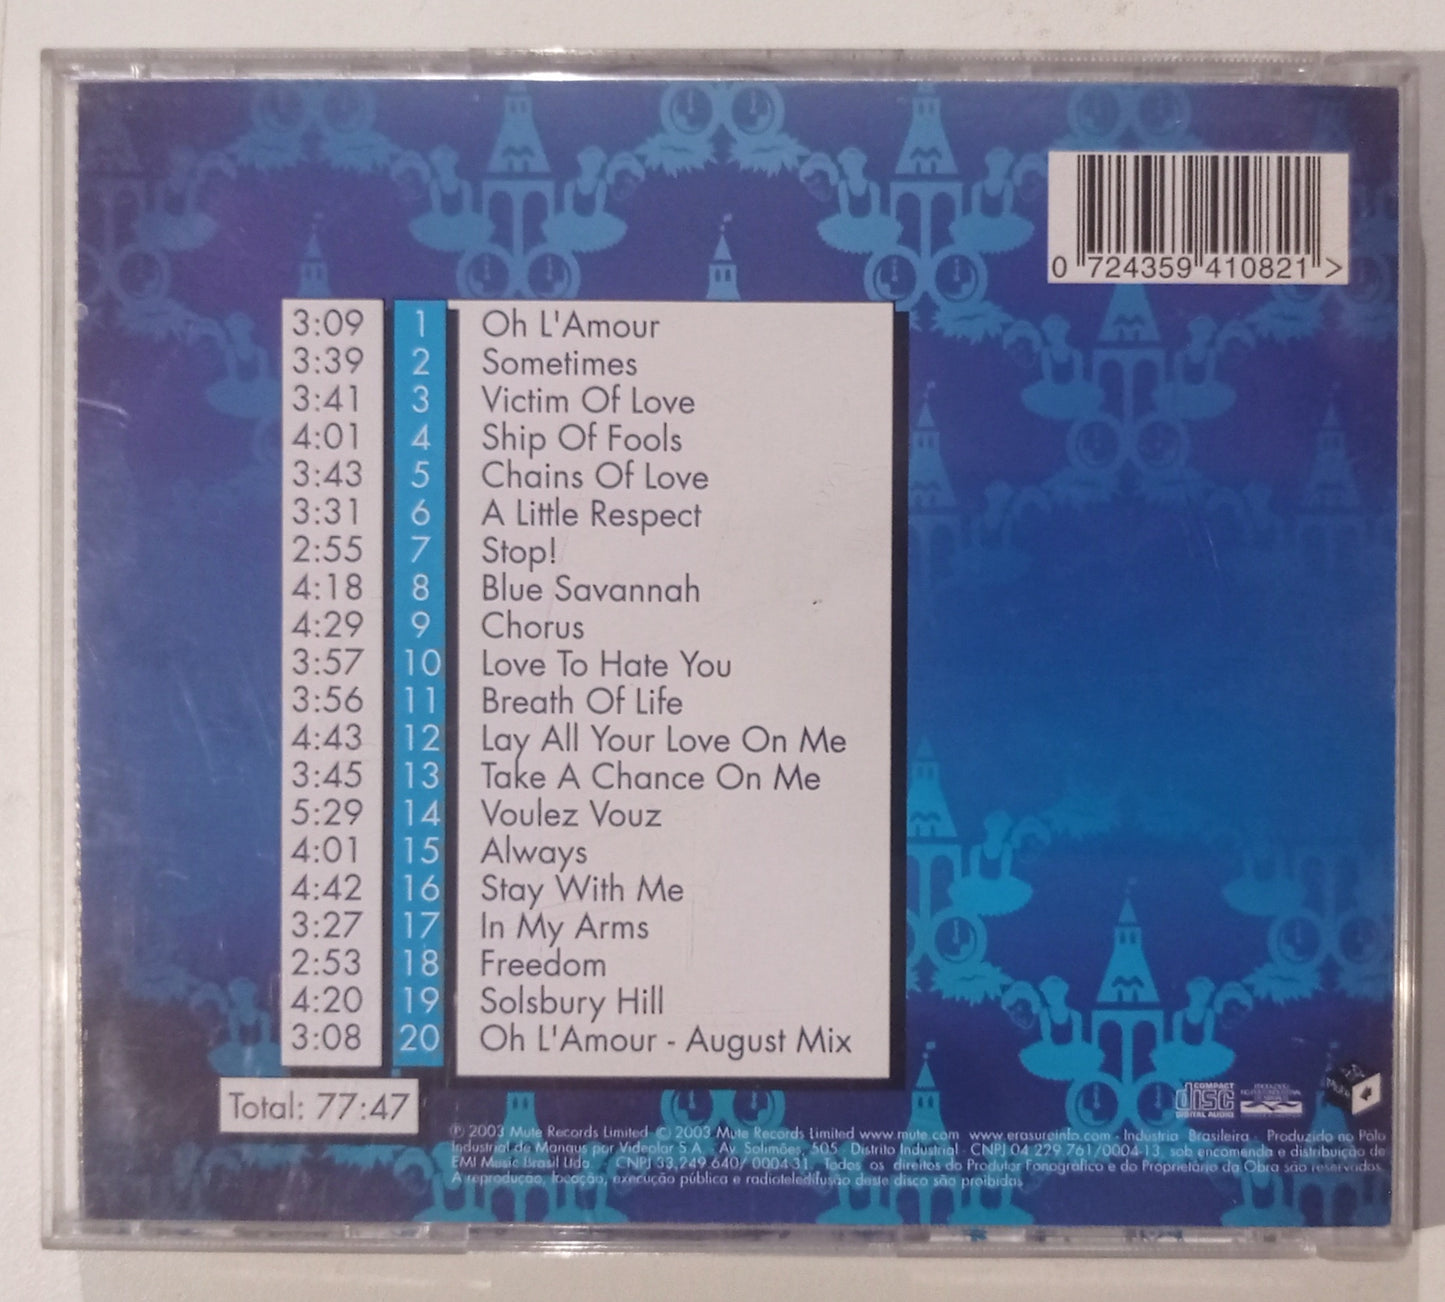 0 724359 410821 >
3:09 1 Oh L'Amour
3:39 2 Sometimes
3:41 3 Victim Of Love
4:01 4 Ship Of Fools
3:43 5 Chains Of Love
3:31 6 A Little Respect
2:55 7 Stop!
4:18 8 Blue Savannah
4:29 9 Chorus
3:57 10 Love To Hate You
3:56 11 Breath Of Life
4:43 12 Lay All Your Love On Me
3:45 13 Take A Chance On Me
5:29 14 Voulez Vouz
4:01 15 Always
4:42 16 Stay With Me
3:27 17 In My Arms
2:53 18 Freedom
4:20 19 Solsbury Hill
3:08 20 Oh L'Amour - August Mix
Total: 77:47
COMPACT
disc
DIGITAL AUDIO
Mute
℗ 2003 Mute Records Limited © 2003 Mute Records Limited www.mute.com www.erasureinfo.com - Industria Brasileira - Produzido no Pólo
Industrial de Manaus por Videolar S.A. - Av. Solimões, 505 - Distrito Industrial - CNPJ 04.229.761/0004-13, sob encomenda e distribuição de
EMI Music Brasil Ltda. CNPJ 33.249.640/ 0004-31. Todos os direitos do Produtor Fonográfico e do Proprietário da Obra são reservados.
A reprodução, locação, execução pública e radioteledifusão deste disco são proibidas